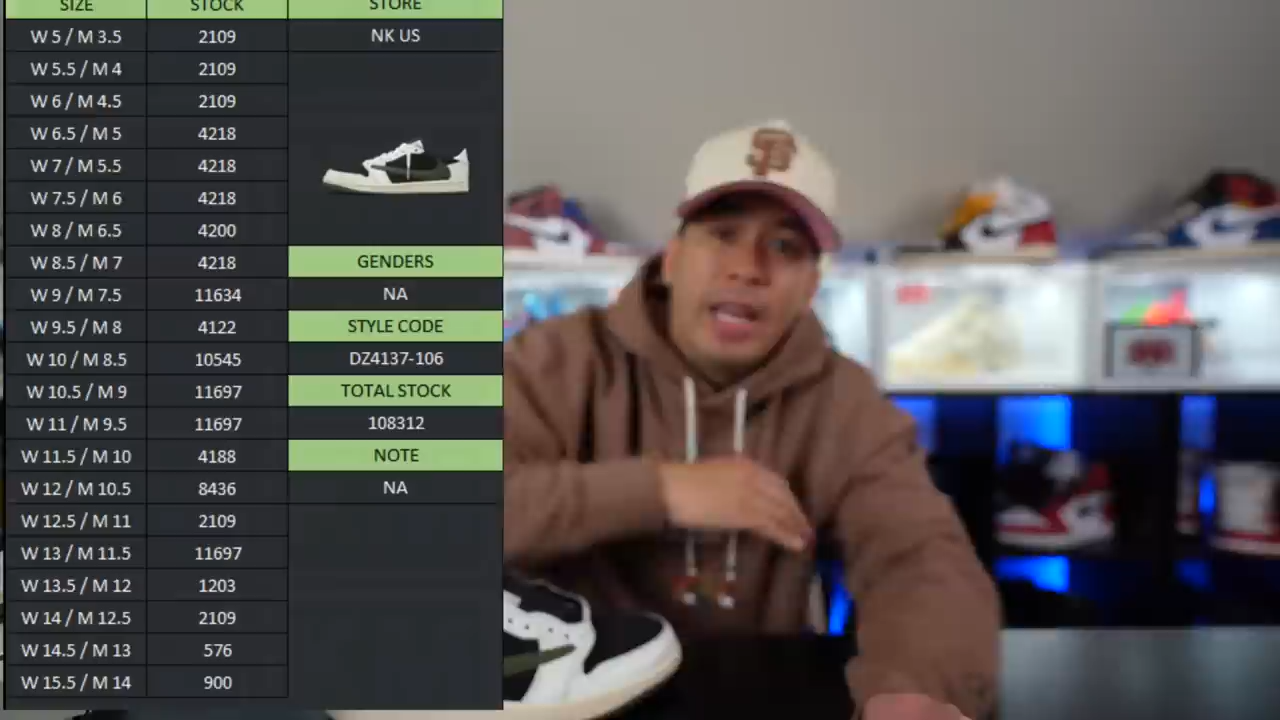 SIZE STOCK STORE
W 5 / M 3.5 2109 NK US
W 5.5 / M 4 2109
W 6 / M 4.5 2109
W 6.5 / M 5 4218
W 7 / M 5.5 4218
W 7.5 / M 6 4218
W 8 / M 6.5 4200
W 8.5 / M 7 4218 GENDERS
W 9 / M 7.5 11634 NA
W 9.5 / M 8 4122 STYLE CODE
W 10 / M 8.5 10545 DZ4137-106
W 10.5 / M 9 11697 TOTAL STOCK
W 11 / M 9.5 11697 108312
W 11.5 / M 10 4188 NOTE
W 12 / M 10.5 8436 NA
W 12.5 / M 11 2109
W 13 / M 11.5 11697
W 13.5 / M 12 1203
W 14 / M 12.5 2109
W 14.5 / M 13 576
W 15.5 / M 14 900
SF